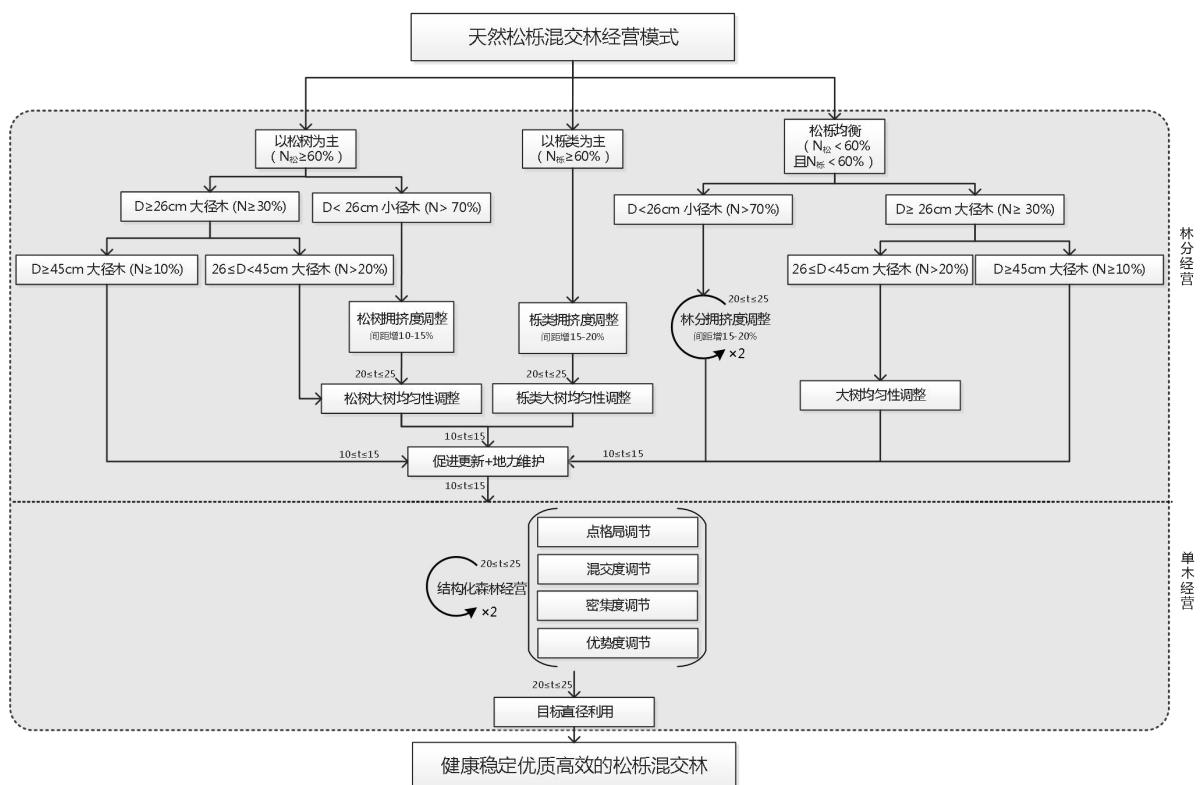 天然松栎混交林经营模式
以松树为主
（N松≥60%）
以栎类为主
（N栎≥60%）
松栎均衡
（N松＜60%
且N栎＜60%）
D≥26cm 大径木 (N≥30%)
D< 26cm 小径木 (N> 70%)
D<26cm 小径木 (N>70%)
D≥ 26cm 大径木 (N≥ 30%)
D≥45cm 大径木 (N≥10%)
26≤D<45cm 大径木 (N>20%)
26≤D<45cm 大径木 (N>20%)
D≥45cm 大径木 (N≥10%)
林分经营
松树拥挤度调整
间距增10-15%
栎类拥挤度调整
间距增15-20%
20≤t≤25
林分拥挤度调整
间距增15-20%
×2
20≤t≤25
20≤t≤25
松树大树均匀性调整
栎类大树均匀性调整
大树均匀性调整
10≤t≤15
10≤t≤15
10≤t≤15
促进更新+地力维护
10≤t≤15
点格局调节
混交度调节
密集度调节
优势度调节
20≤t≤25
结构化森林经营
×2
单木经营
20≤t≤25
目标直径利用
健康稳定优质高效的松栎混交林